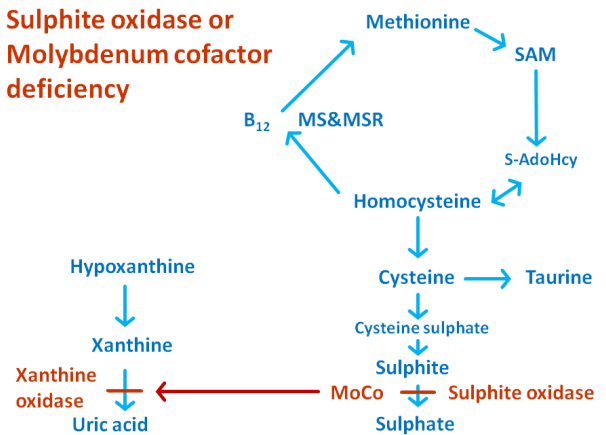 Sulphite oxidase or
Molybdenum cofactor
deficiency
Methionine
SAM
B12
MS&MSR
S-AdoHcy
Homocysteine
Hypoxanthine
Cysteine
Taurine
Cysteine sulphate
Xanthine
Sulphite
Xanthine
oxidase
MoCo
Sulphite oxidase
Uric acid
Sulphate